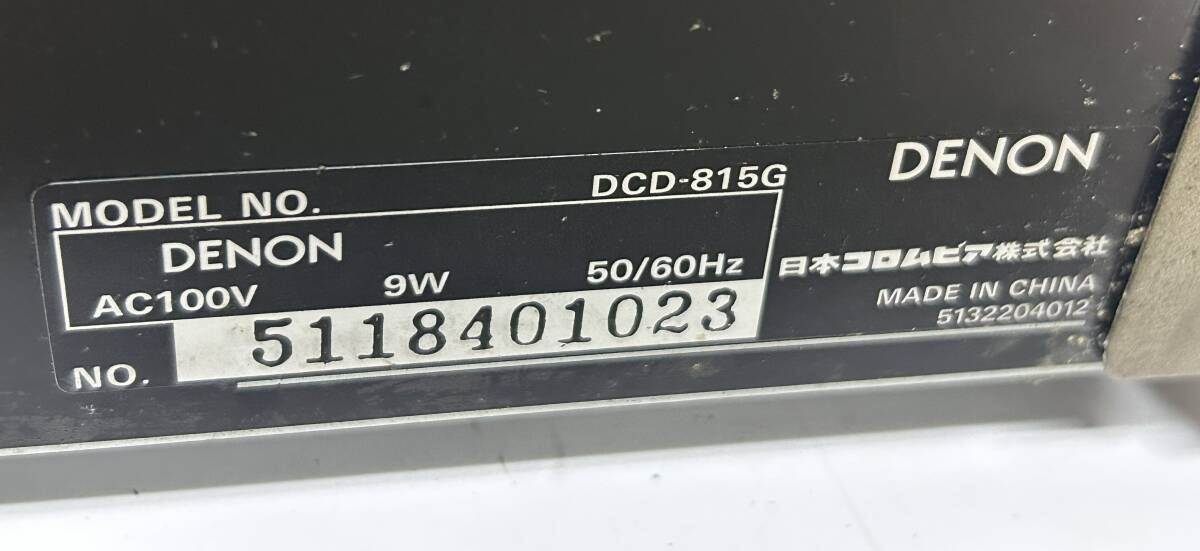 MODEL NO. DCD-815G
DENON
AC100V 9W 50/60Hz
NO. 5118401023
DENON
日本コロムビア株式会社
MADE IN CHINA
5132204012